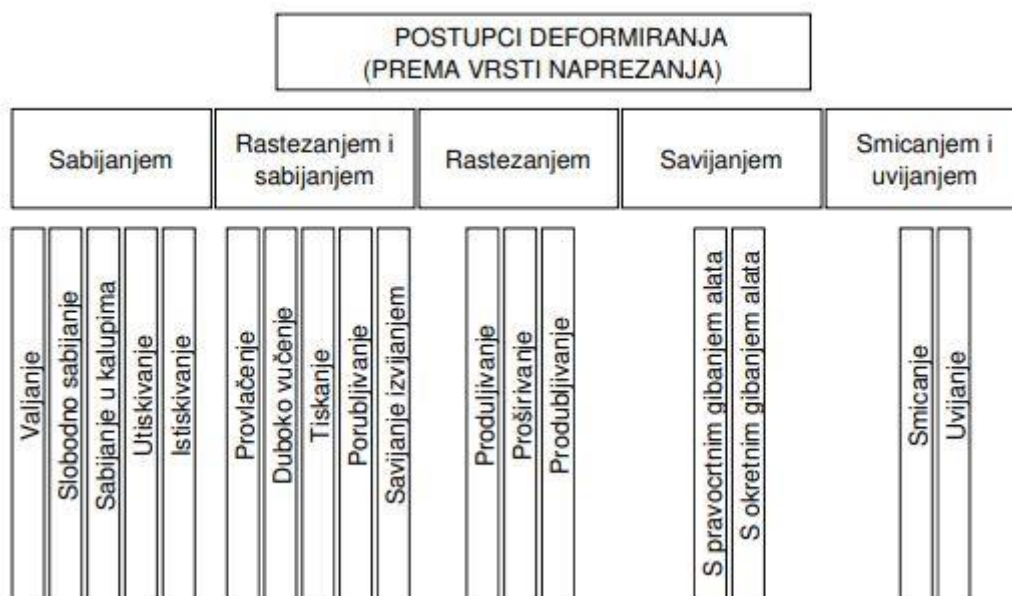 POSTUPCI DEFORMIRANJA
(PREMA VRSTI NAPREZANJA)
Sabijanjem
Rastezanjem i
sabijanjem
Rastezanjem
Savijanjem
Smicanjem i
uvijanjem
Valjanje
Slobodno sabijanje
Sabijanje u kalupima
Utiskivanje
Istiskivanje
Provlačenje
Duboko vučenje
Tiskanje
Porubljivanje
Savijanje izvijanjem
Produljivanje
Proširivanje
Produbljivanje
S pravocrtnim gibanjem alata
S okretnim gibanjem alata
Smicanje
Uvijanje